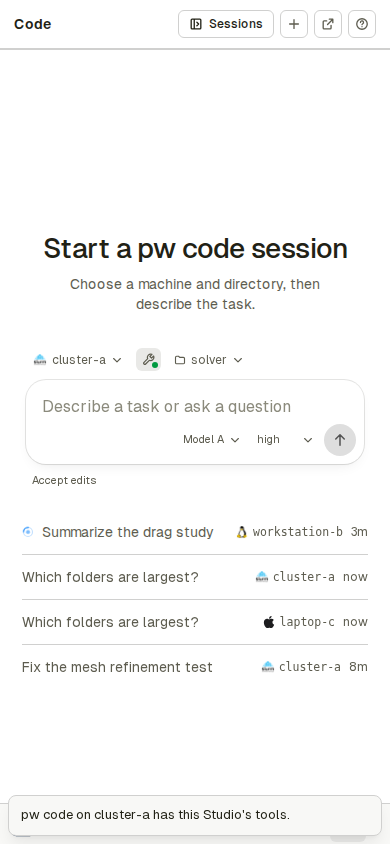 Code
Sessions
Start a pw code session
Choose a machine and directory, then
describe the task.
cluster-a
solver
Describe a task or ask a question
Model A
high
Accept edits
Summarize the drag study workstation-b 3m
Which folders are largest? cluster-a now
Which folders are largest? laptop-c now
Fix the mesh refinement test cluster-a 8m
pw code on cluster-a has this Studio's tools.